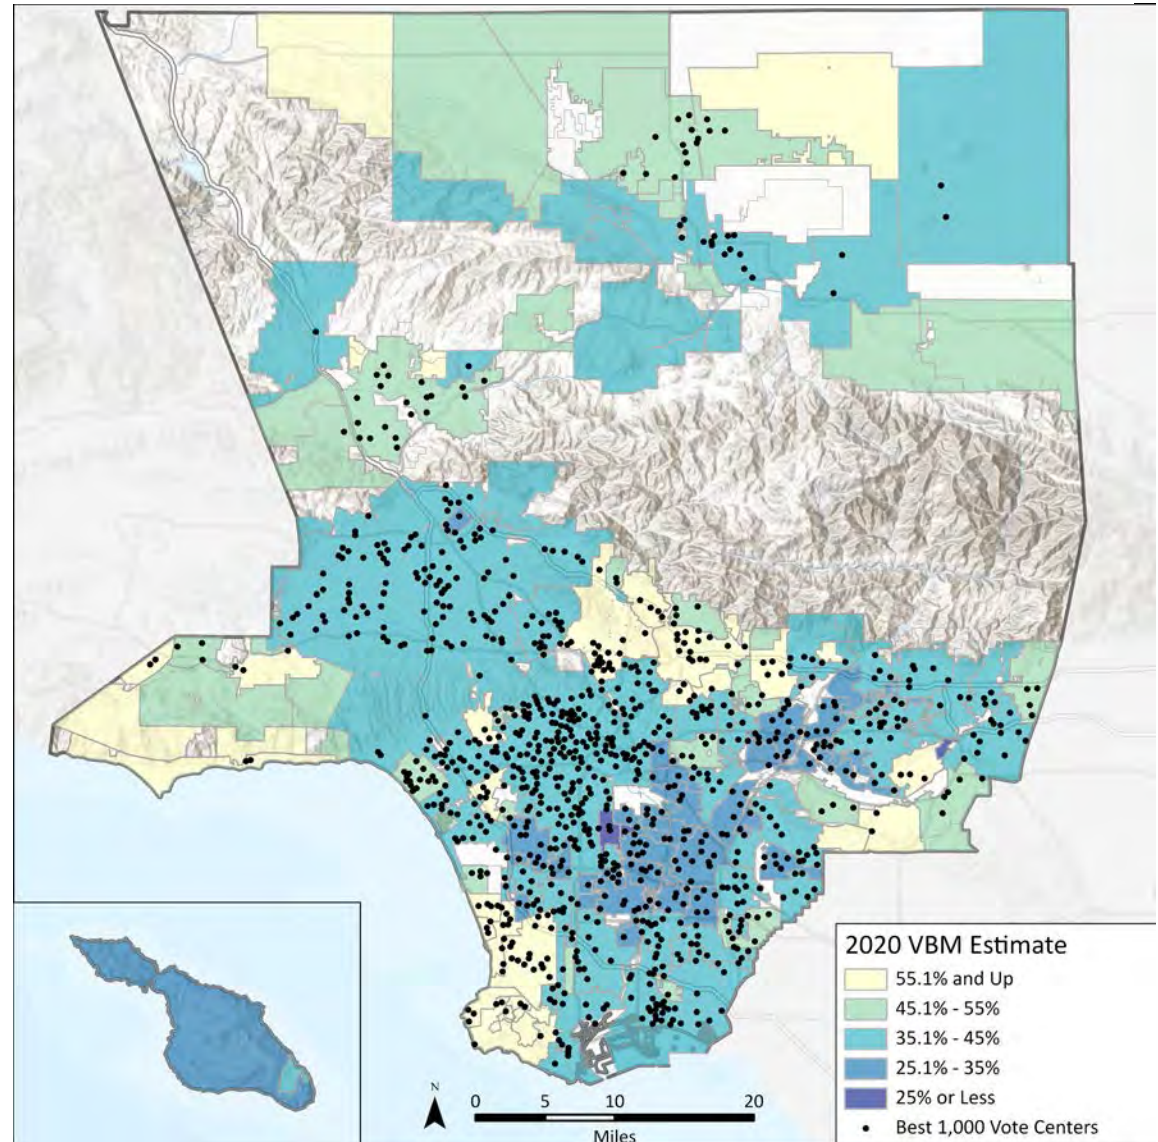 2020 VBM Estimate
55.1% and Up
45.1% - 55%
35.1% - 45%
25.1% - 35%
25% or Less
Best 1,000 Vote Centers
N
0 5 10 20
Miles